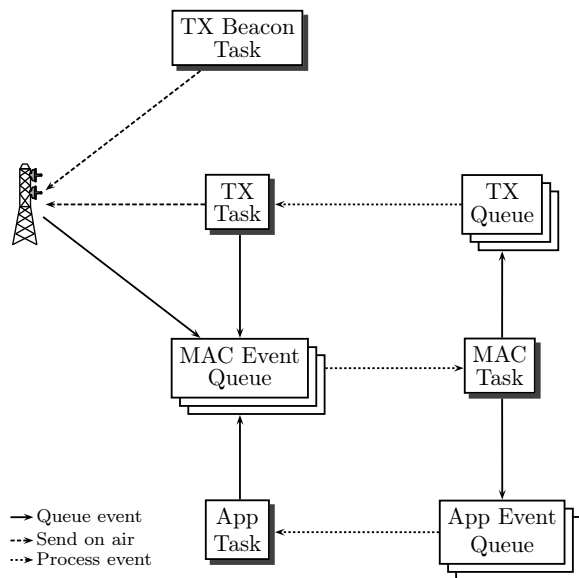 TX Beacon
Task
TX
Task
TX
Queue
MAC Event
Queue
MAC
Task
App
Task
App Event
Queue
Queue event
Send on air
Process event